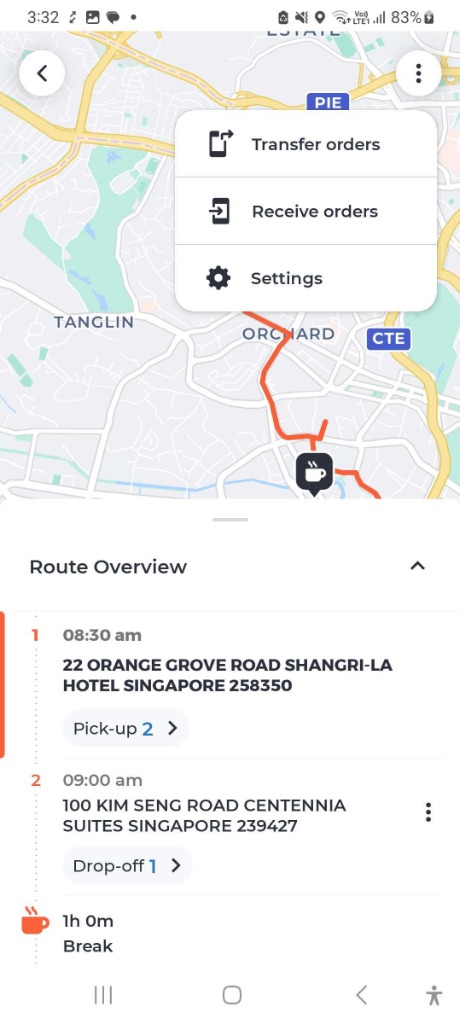 3:32
Vo)
LTE1
83%
ESTATE
PIE
Transfer orders
Receive orders
Settings
TANGLIN
ORCHARD
CTE
Route Overview
1 08:30 am
22 ORANGE GROVE ROAD SHANGRI-LA
HOTEL SINGAPORE 258350
Pick-up 2
2 09:00 am
100 KIM SENG ROAD CENTENNIA
SUITES SINGAPORE 239427
Drop-off 1
1h 0m
Break